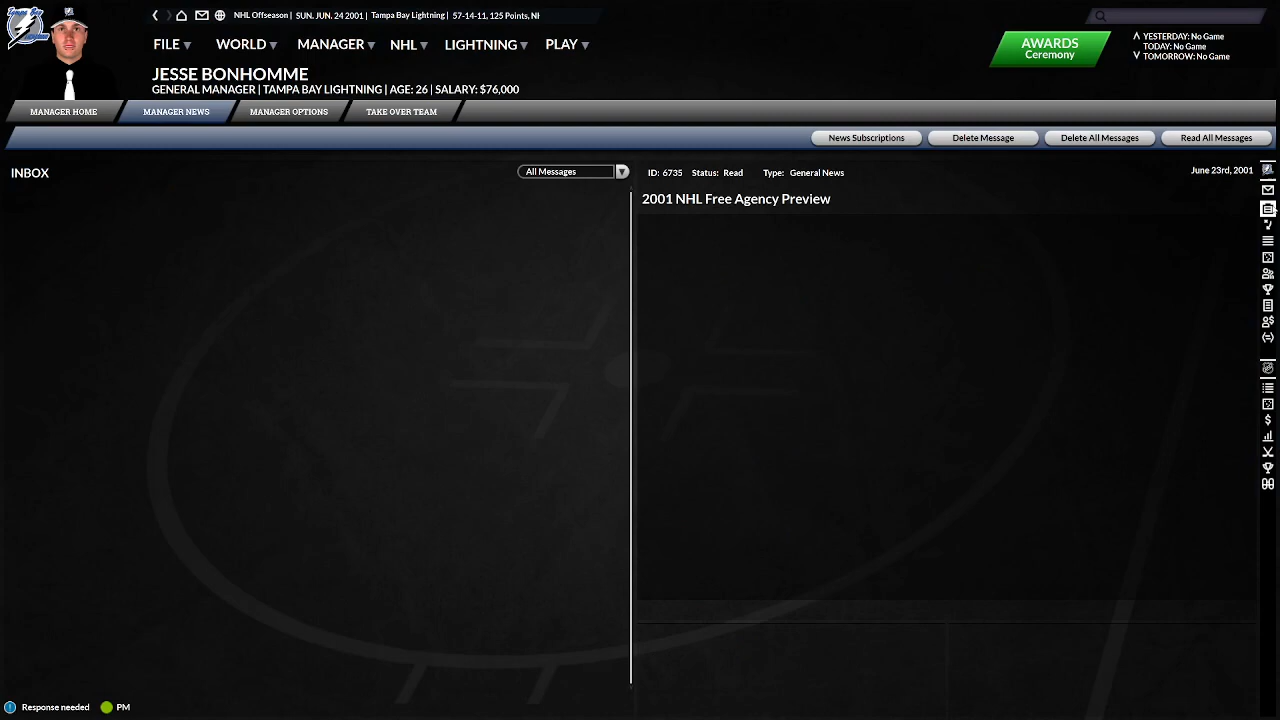 NHL Offseason | SUN. JUN. 24 2001 | Tampa Bay Lightning | 57-14-11, 125 Points, NH
FILE WORLD MANAGER NHL LIGHTNING PLAY
AWARDS
Ceremony
YESTERDAY: No Game
TODAY: No Game
TOMORROW: No Game
JESSE BONHOMME
GENERAL MANAGER | TAMPA BAY LIGHTNING | AGE: 26 | SALARY: $76,000
MANAGER HOME MANAGER NEWS MANAGER OPTIONS TAKE OVER TEAM
News Subscriptions Delete Message Delete All Messages Read All Messages
INBOX All Messages ID: 6735 Status: Read Type: General News June 23rd, 2001
2001 NHL Free Agency Preview
Response needed PM